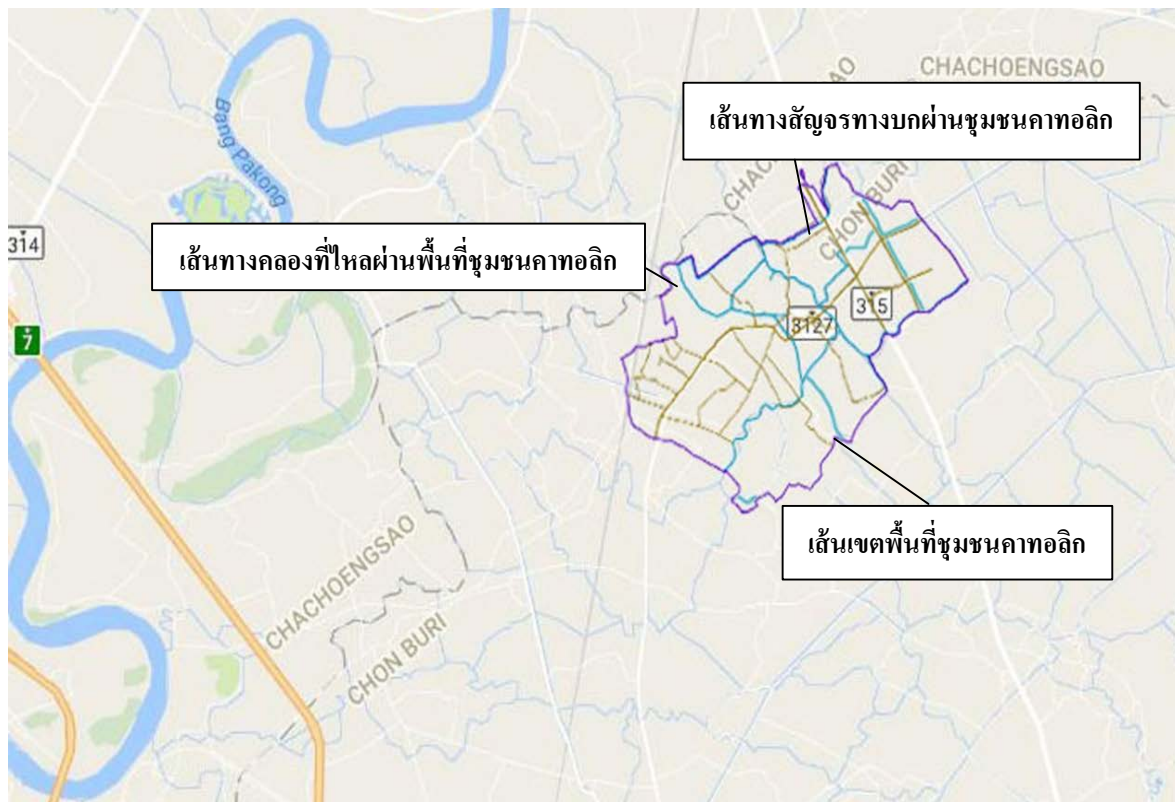 CHACHOENGSAO
เส้นทางสัญจรทางบกผ่านชุมชนคาทอลิก
CHACHOENGSAO
CHON BURI
Bang Pakong
314
เส้นทางคลองที่ไหลผ่านพื้นที่ชุมชนคาทอลิก
315
3127
7
เส้นเขตพื้นที่ชุมชนคาทอลิก
CHACHOENGSAO
CHON BURI